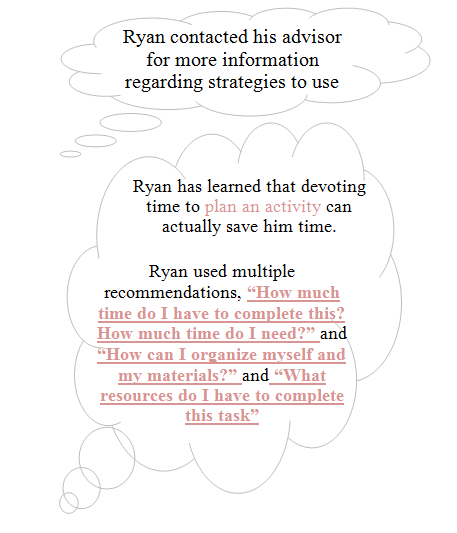 Ryan contacted his advisor
for more information
regarding strategies to use
Ryan has learned that devoting
time to plan an activity can
actually save him time.
Ryan used multiple
recommendations, “How much
time do I have to complete this?
How much time do I need?” and
“How can I organize myself and
my materials?” and “What
resources do I have to complete
this task”